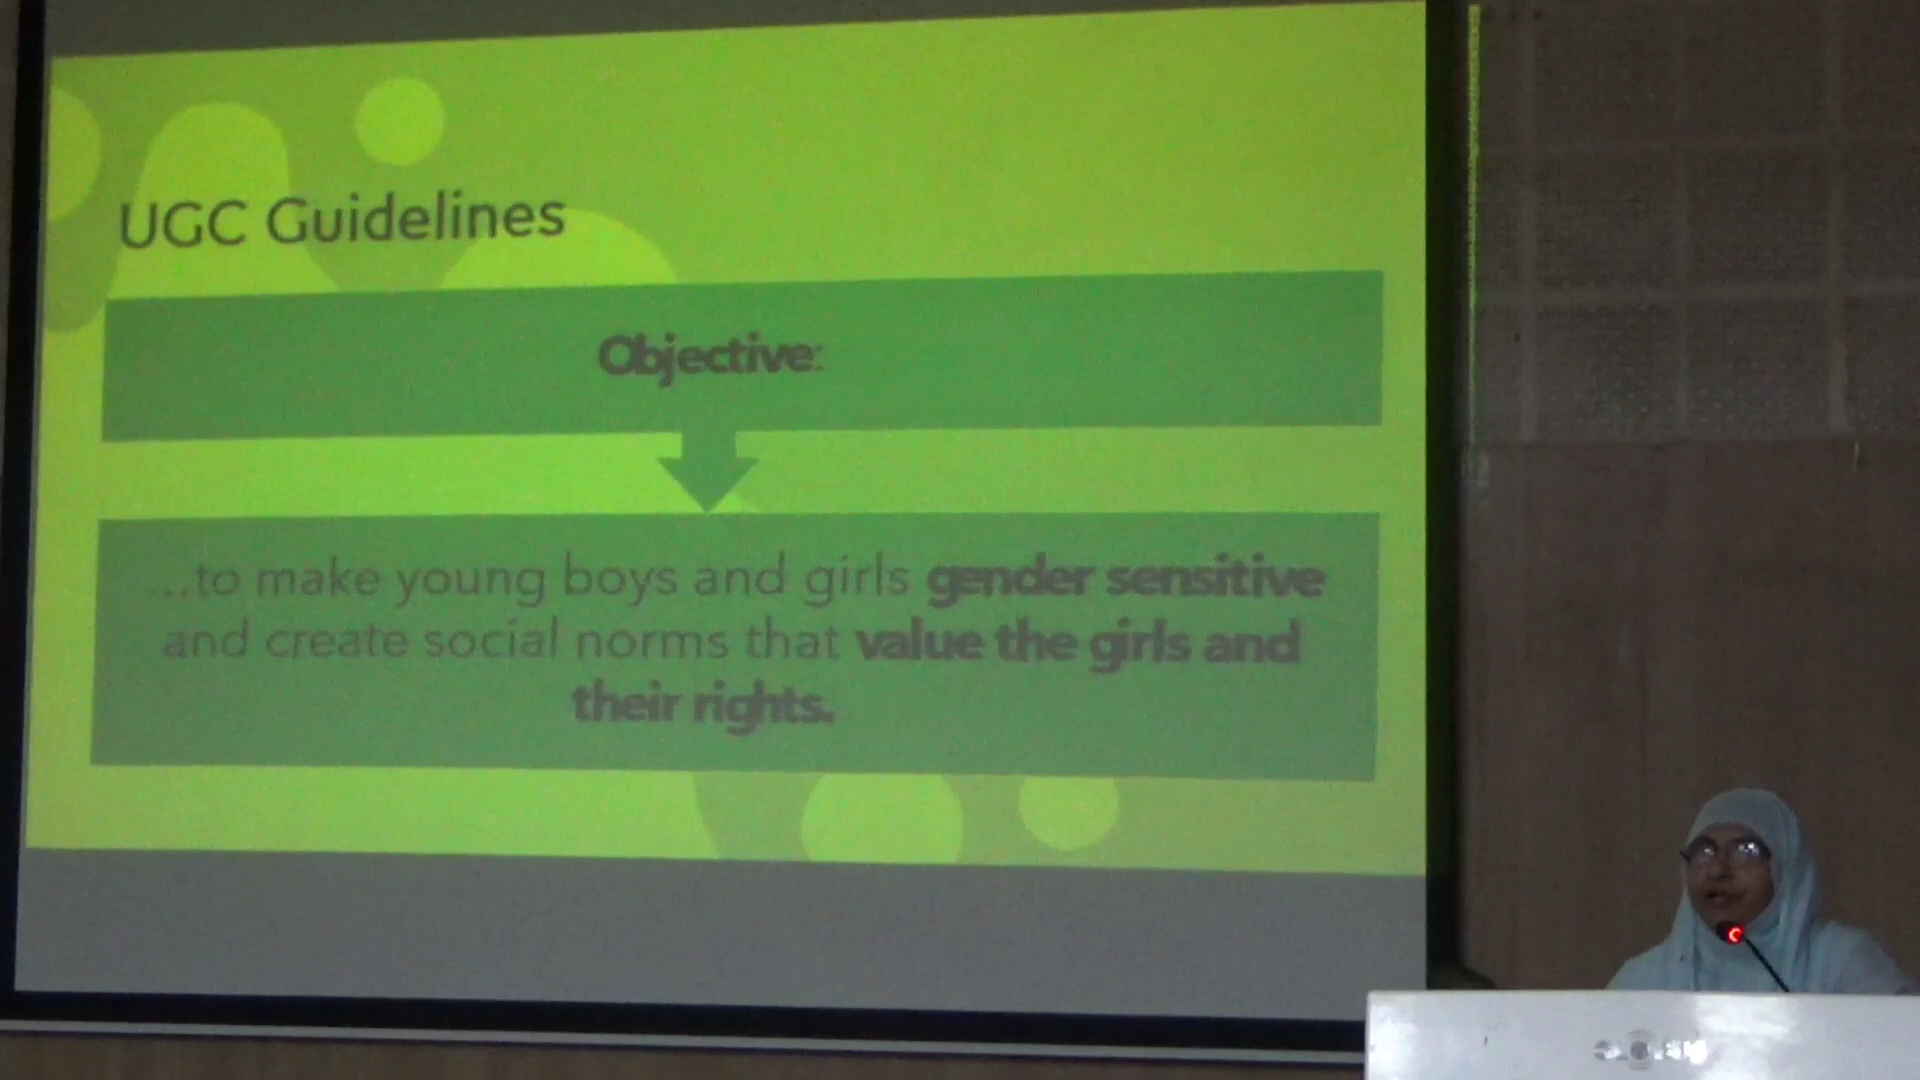 UGC Guidelines
Objective:
...to make young boys and girls gender sensitive
and create social norms that value the girls and
their rights.